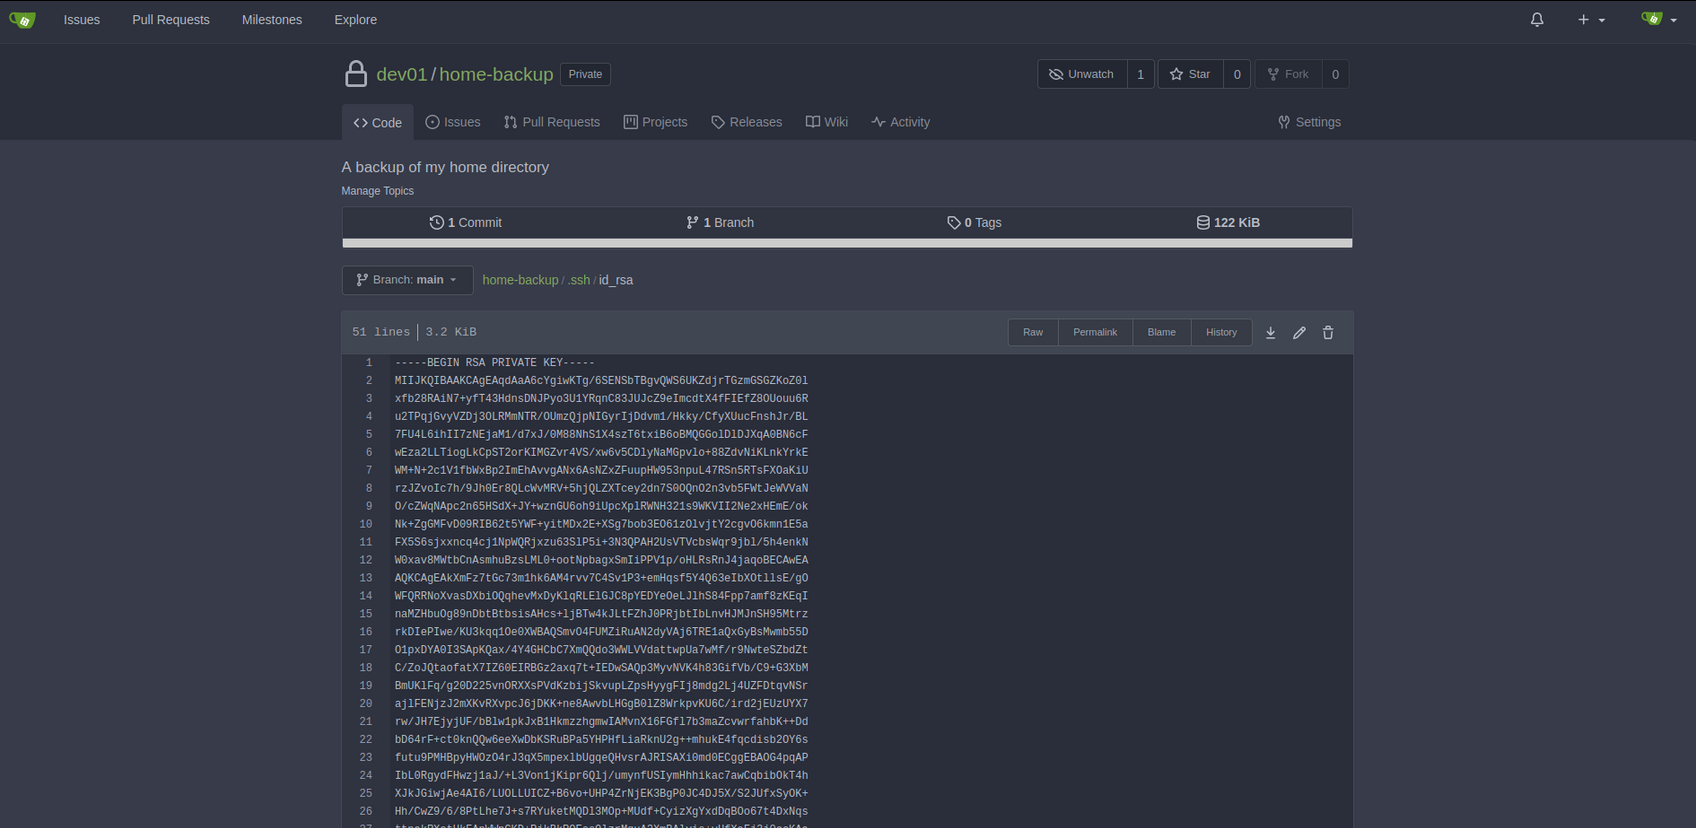 Issues Pull Requests Milestones Explore
dev01/home-backup Private Unwatch 1 Star 0 Fork 0
Code Issues Pull Requests Projects Releases Wiki Activity Settings
A backup of my home directory
Manage Topics
1 Commit 1 Branch 0 Tags 122 KiB
Branch: main home-backup/.ssh/id_rsa
51 lines 3.2 KiB Raw Permalink Blame History
1 -----BEGIN RSA PRIVATE KEY-----
2 MIIJKQIBAAKCAgEAqdAaA6cYgiwKTg/6SENSbTBgvQWS6UKZdjrTGzmGSGZKoZ0l
3 xfb28RAiN7+yfT43HdnsDNJPyo3U1YRqnC83JUJcZ9eImcdtX4fFIEfZ8OUouu6R
4 u2TPqjGvyVZDj3OLRMmNTR/OUmzQjpNIGyrIjDdvm1/Hkky/CfyXUucFnshJr/BL
5 7FU4L6ihII7zNEjaM1/d7xJ/0M88NhS1X4szT6txiB6oBMQGGolDlDJXqA0BN6cF
6 wEza2LLTiogLkCpST2orKIMGZvr4VS/xw6v5CDlyNaMGpvlo+88ZdvNiKLnkYrkE
7 WM+N+2c1V1fbWxBp2ImEhAvvgANx6AsNZxZFuupHW953npuL47RSn5RTsFXOaKiU
8 rzJZvoIc7h/9Jh0Er8QLcWvMRV+5hjQLZXTcey2dn7S0OQnO2n3vb5FWtJeWVVaN
9 O/cZWqNApc2n65HSdX+JY+wznGU6oh9iUpcXplRWNH321s9WKVII2Ne2xHEmE/ok
10 Nk+ZgGMFvD09RIB62t5YWF+yitMDx2E+XSg7bob3EO61zOlvjtY2cgvO6kmn1E5a
11 FX5S6sjxxncq4cj1NpWQRjxzu63SlP5i+3N3QPAH2UsVTVcbsWqr9jbl/5h4enkN
12 W0xav8MWtbCnAsmhuBzsLML0+ootNpbagxSmIiPPV1p/oHLRsRnJ4jaqoBECAwEA
13 AQKCAgEAkXmFz7tGc73m1hk6AM4rvv7C4Sv1P3+emHqsf5Y4Q63eIbXOtllsE/gO
14 WFQRRNoXvasDXbiOQqhevMxDyKlqRLElGJC8pYEDYeOeLJlhS84Fpp7amf8zKEqI
15 naMZHbuOg89nDbtBtbsisAHcs+ljBTw4kJLtFZhJ0PRjbtIbLnvHJMJnSH95Mtrz
16 rkDIePIwe/KU3kqq1Oe0XWBAQSmvO4FUMZiRuAN2dyVAj6TRE1aQxGyBsMwmb55D
17 O1pxDYA0I3SApKQax/4Y4GHCbC7XmQQdo3WWLVVdattwpUa7wMf/r9NwteSZbdZt
18 C/ZoJQtaofatX7IZ60EIRBGz2axq7t+IEDwSAQp3MyvNVK4h83GifVb/C9+G3XbM
19 BmUKlFq/g20D225vnORXXsPVdKzbijSkvupLZpsHyygFIj8mdg2Lj4UZFDtqvNSr
20 ajlFENjzJ2mXKvRXvpcJ6jDKK+ne8AwvbLHGgB0lZ8WrkpvKU6C/ird2jEUzUYX7
21 rw/JH7EjyjUF/bBlw1pkJxB1HkmzzhgmwIAMvnX16FGfl7b3maZcvwrfahbK++Dd
22 bD64rF+ct0knQQw6eeXwDbKSRuBPa5YHPHfLiaRknU2g++mhukE4fqcdisb2OY6s
23 futu9PMHBpyHWOzO4rJ3qX5mpexlbUgqeQHvsrAJRISAXi0md0ECggEBAOG4pqAP
24 IbL0RgydFHwzj1aJ/+L3Von1jKipr6Qlj/umynfUSIymHhhikac7awCqbibOkT4h
25 XJkJGiwjAe4AI6/LUOLLUICZ+B6vo+UHP4ZrNjEK3BgP0JC4DJ5X/S2JUfxSyOK+
26 Hh/CwZ9/6/8PtLhe7J+s7RYuketMQDl3MOp+MUdf+CyizXgYxdDqBOo67t4DxNqs
27